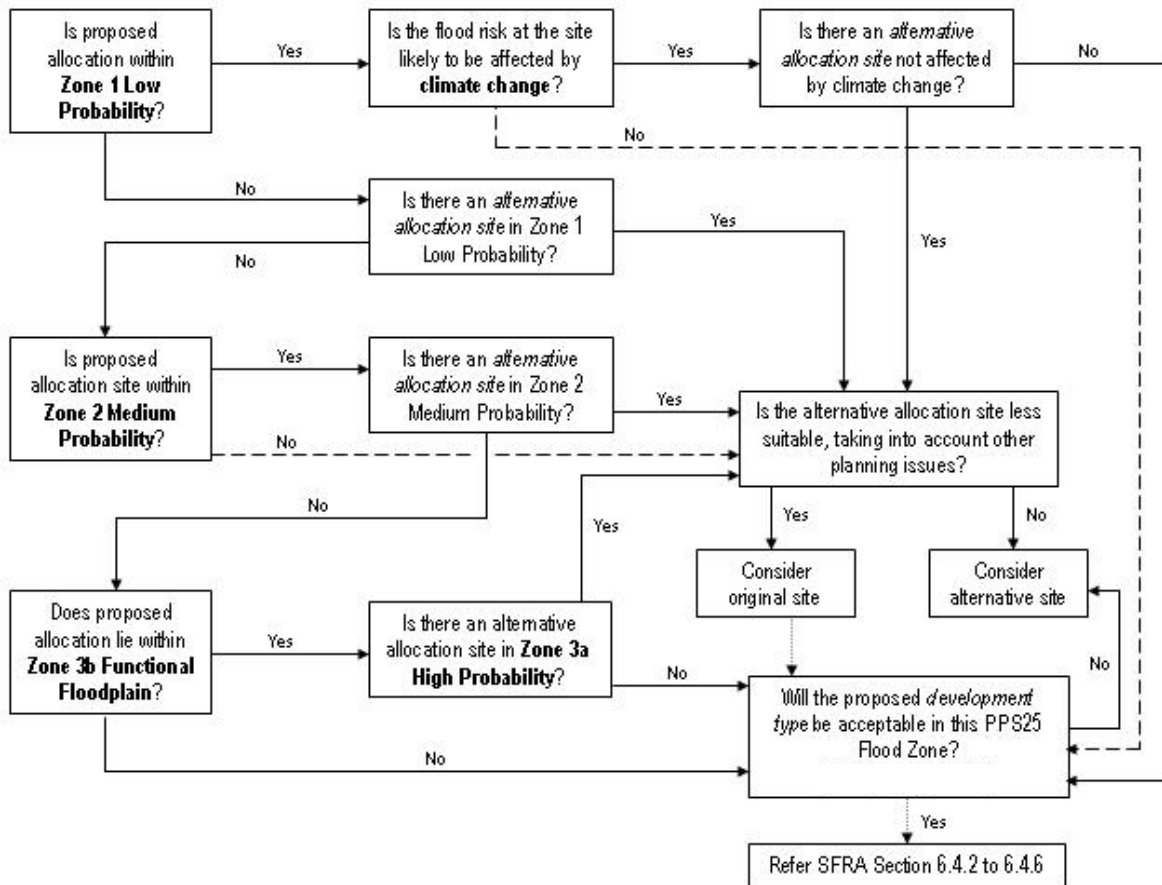 Is proposed
allocation within
Zone 1 Low
Probability?
Yes
Is the flood risk at the site
likely to be affected by
climate change?
Yes
Is there an alternative
allocation site not affected
by climate change?
No
No
No
Is there an alternative
allocation site in Zone 1
Low Probability?
Yes
Yes
No
Is proposed
allocation site within
Zone 2 Medium
Probability?
Yes
Is there an alternative
allocation site in Zone 2
Medium Probability?
Yes
No
Is the alternative allocation site less
suitable, taking into account other
planning issues?
No
Yes
Yes
No
Consider
original site
Consider
alternative site
Does proposed
allocation lie within
Zone 3b Functional
Floodplain?
Yes
Is there an alternative
allocation site in Zone 3a
High Probability?
No
No
Will the proposed development
type be acceptable in this PPS25
Flood Zone?
No
Yes
Refer SFRA Section 6.4.2 to 6.4.6